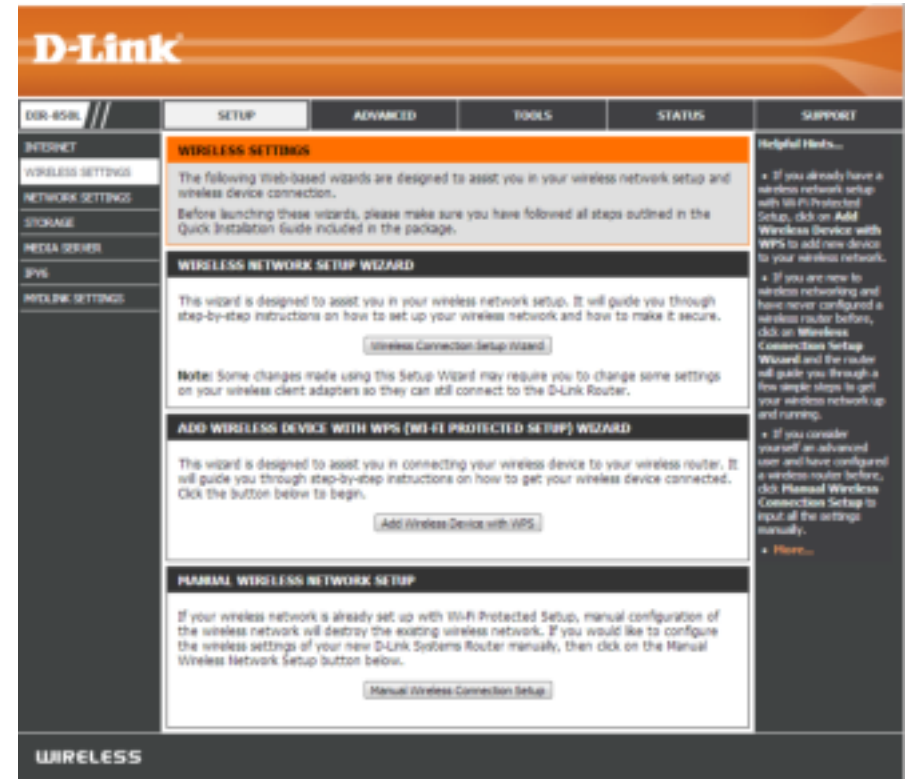 D-Link
DIR-850L
SETUP
ADVANCED
TOOLS
STATUS
SUPPORT
INTERNET
WIRELESS SETTINGS
NETWORK SETTINGS
STORAGE
MEDIA SERVER
IPV6
MYDLINK SETTINGS
WIRELESS SETTINGS
The following Web-based wizards are designed to assist you in your wireless network setup and
wireless device connection.
Before launching these wizards, please make sure you have followed all steps outlined in the
Quick Installation Guide included in the package.
WIRELESS NETWORK SETUP WIZARD
This wizard is designed to assist you in your wireless network setup. It will guide you through
step-by-step instructions on how to set up your wireless network and how to make it secure.
Wireless Connection Setup Wizard
Note: Some changes made using this Setup Wizard may require you to change some settings
on your wireless client adapters so they can still connect to the D-Link Router.
ADD WIRELESS DEVICE WITH WPS (WI-FI PROTECTED SETUP) WIZARD
This wizard is designed to assist you in connecting your wireless device to your wireless router. It
will guide you through step-by-step instructions on how to get your wireless device connected.
Click the button below to begin.
Add Wireless Device with WPS
MANUAL WIRELESS NETWORK SETUP
If your wireless network is already set up with Wi-Fi Protected Setup, manual configuration of
the wireless network will destroy the existing wireless network. If you would like to configure
the wireless settings of your new D-Link Systems Router manually, then click on the Manual
Wireless Network Setup button below.
Manual Wireless Connection Setup
Helpful Hints...
• If you already have a
wireless network setup
with Wi-Fi Protected
Setup, click on Add
Wireless Device with
WPS to add new device
to your wireless network.
• If you are new to
wireless networking and
have never configured a
wireless router before,
click on Wireless
Connection Setup
Wizard and the router
will guide you through a
few simple steps to get
your wireless network up
and running.
• If you consider
yourself an advanced
user and have configured
a wireless router before,
click Manual Wireless
Connection Setup to
input all the settings
manually.
• More...
WIRELESS